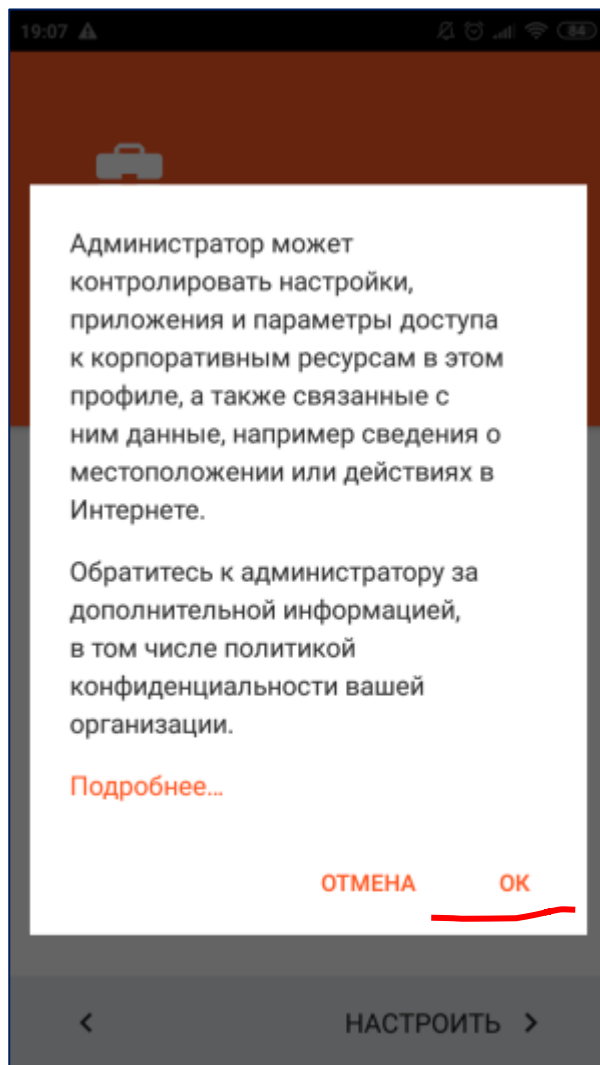 19:07
84
Администратор может
контролировать настройки,
приложения и параметры доступа
к корпоративным ресурсам в этом
профиле, а также связанные с
ним данные, например сведения о
местоположении или действиях в
Интернете.
Обратитесь к администратору за
дополнительной информацией,
в том числе политикой
конфиденциальности вашей
организации.
Подробнее...
ОТМЕНА ОК
НАСТРОИТЬ